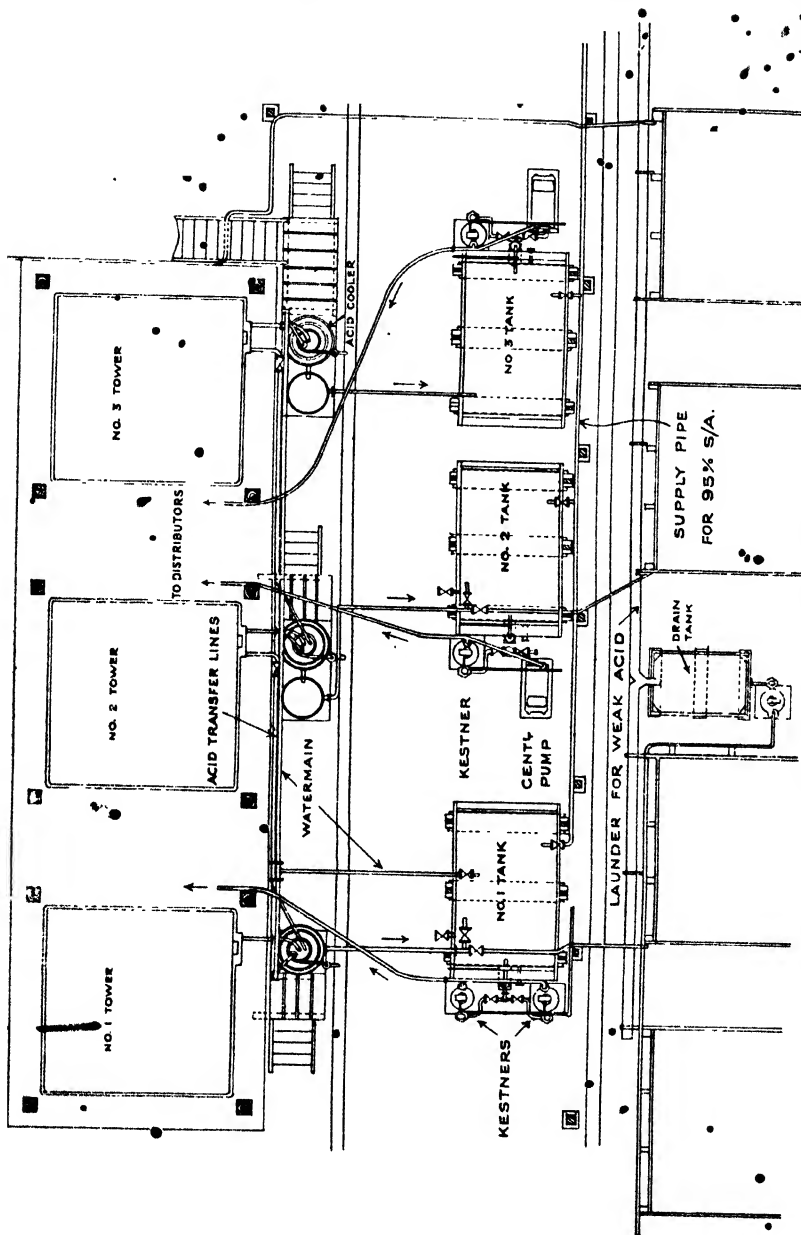 NO. 3 TOWER
NO. 2 TOWER
NO. 1 TOWER
TO DISTRIBUTORS
ACID TRANSFER LINES
WATERMAIN
ACID COOLER
NO 3 TANK
NO. 2 TANK
NO.1 TANK
KESTNER
CENTL
PUMP
KESTNERS
SUPPLY PIPE
FOR 95% S/A.
LAUNDER FOR WEAK ACID
DRAIN
TANK